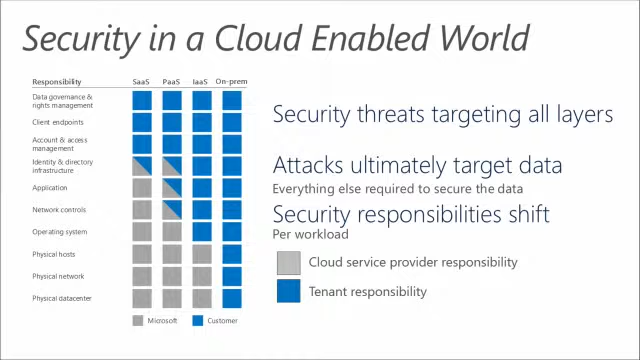 Security in a Cloud Enabled World
Responsibility SaaS PaaS IaaS On-prem
Data governance &
rights management
Client endpoints
Account & access
management
Identity & directory
infrastructure
Application
Network controls
Operating system
Physical hosts
Physical network
Physical datacenter
Microsoft Customer
Security threats targeting all layers
Attacks ultimately target data
Everything else required to secure the data
Security responsibilities shift
Per workload
Cloud service provider responsibility
Tenant responsibility